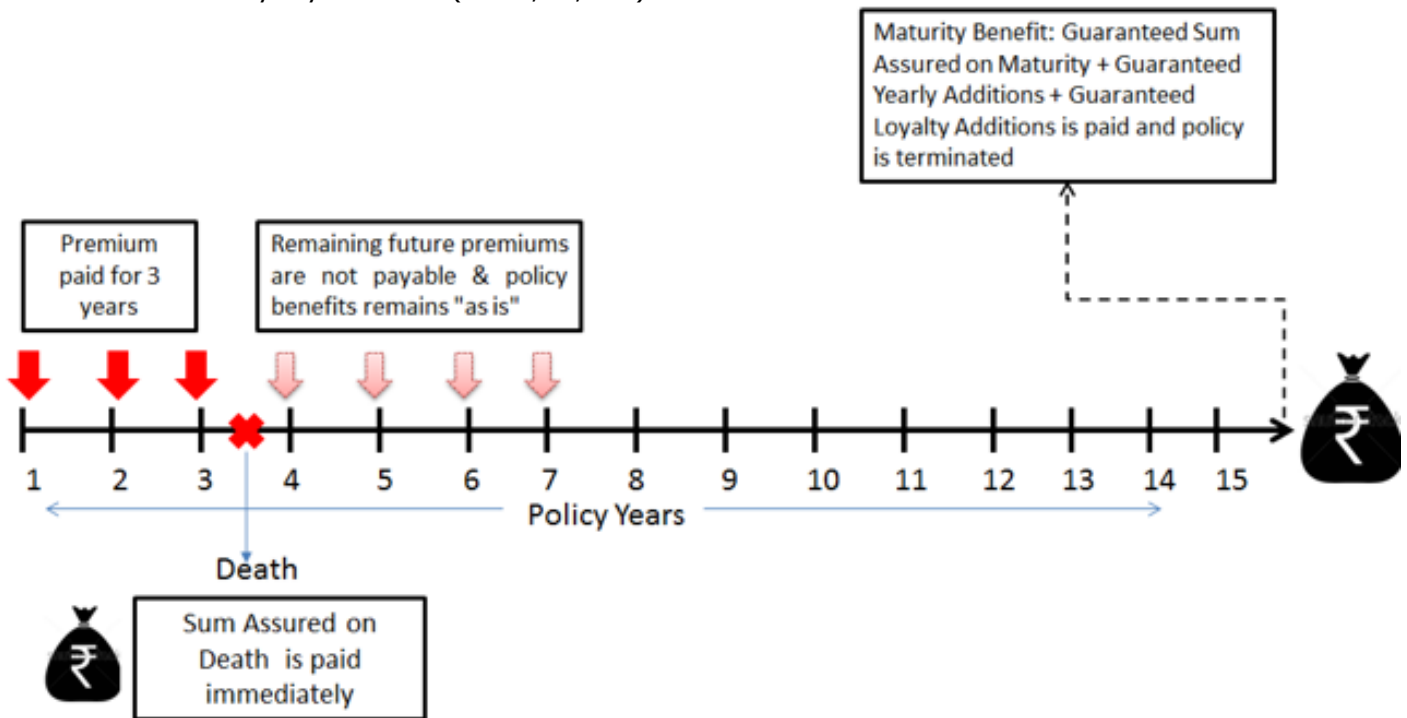 Maturity Benefit: Guaranteed Sum
Assured on Maturity + Guaranteed
Yearly Additions + Guaranteed
Loyalty Additions is paid and policy
is terminated
Premium
paid for 3
years
Remaining future premiums
are not payable & policy
benefits remains "as is"
1 2 3 4 5 6 7 8 9 10 11 12 13 14 15
Policy Years
Death
Sum Assured on
Death is paid
immediately
₹
₹